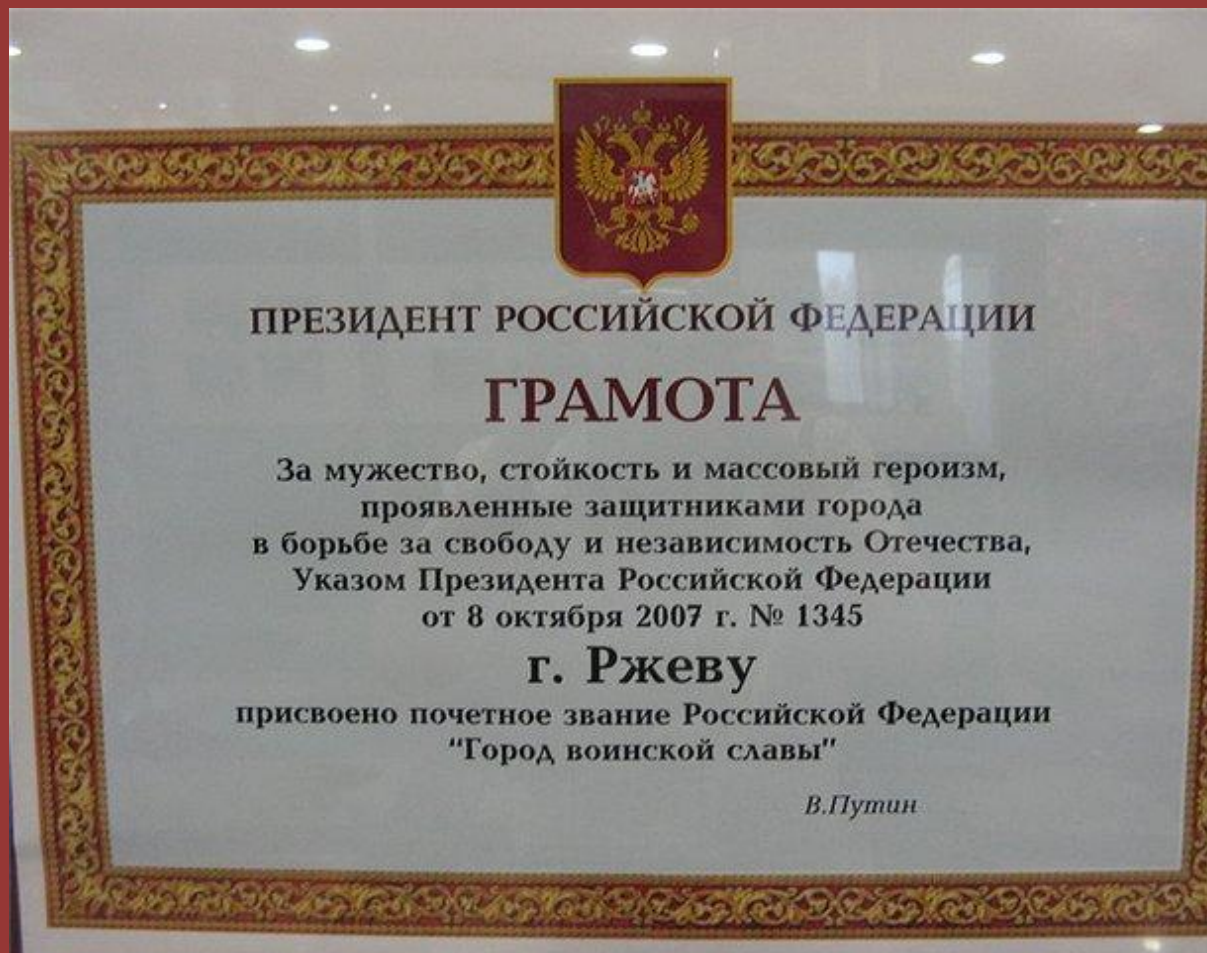 ПРЕЗИДЕНТ РОССИЙСКОЙ ФЕДЕРАЦИИ
ГРАМОТА
За мужество, стойкость и массовый героизм,
проявленные защитниками города
в борьбе за свободу и независимость Отечества,
Указом Президента Российской Федерации
от 8 октября 2007 г. № 1345
г. Ржеву
присвоено почетное звание Российской Федерации
“Город воинской славы”
В.Путин